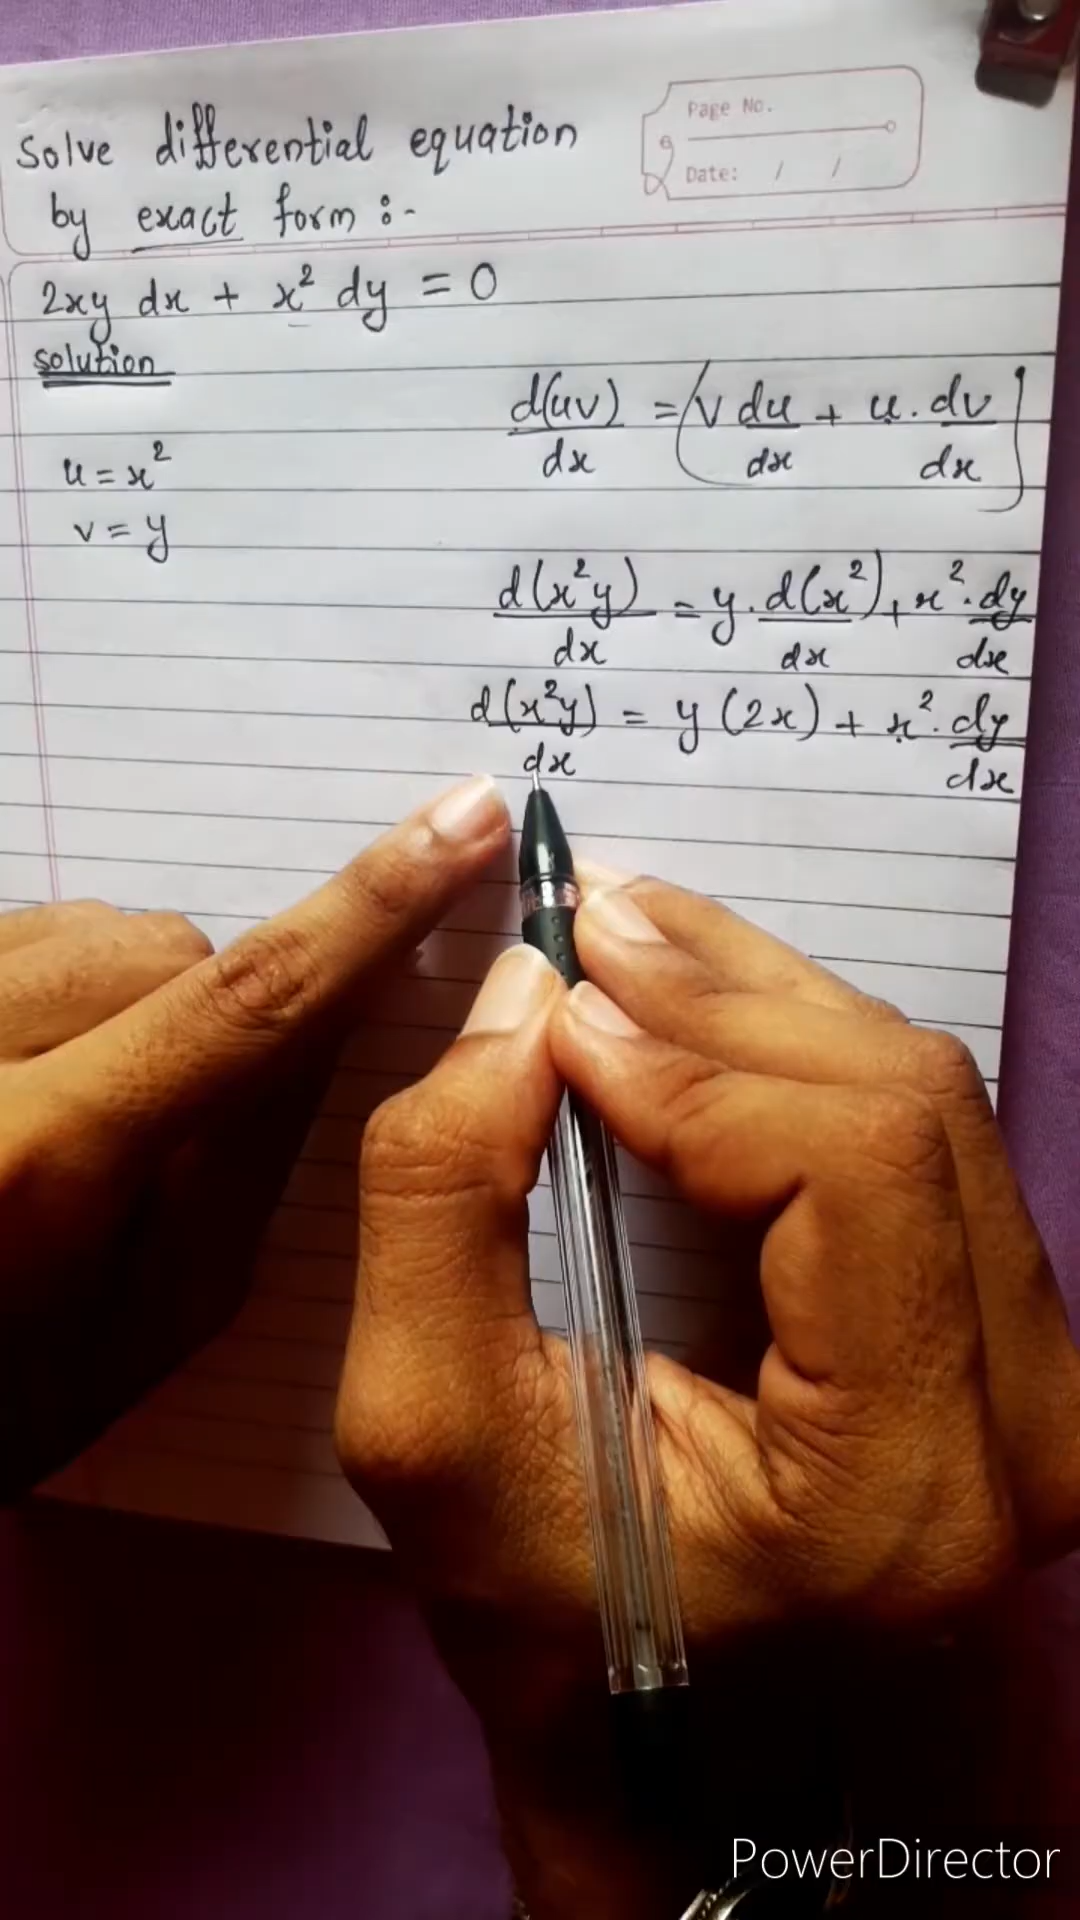 Solve differential equation
by exact form :-
Page No.
Date: / /
2xy dx + x² dy = 0
solution
d(uv)/dx = (v du/dx + u. dv/dx)
u = x²
v = y
d(x²y)/dx = y. d(x²)/dx + x². dy/dx
d(x²y)/dx = y(2x) + x². dy/dx
PowerDirector